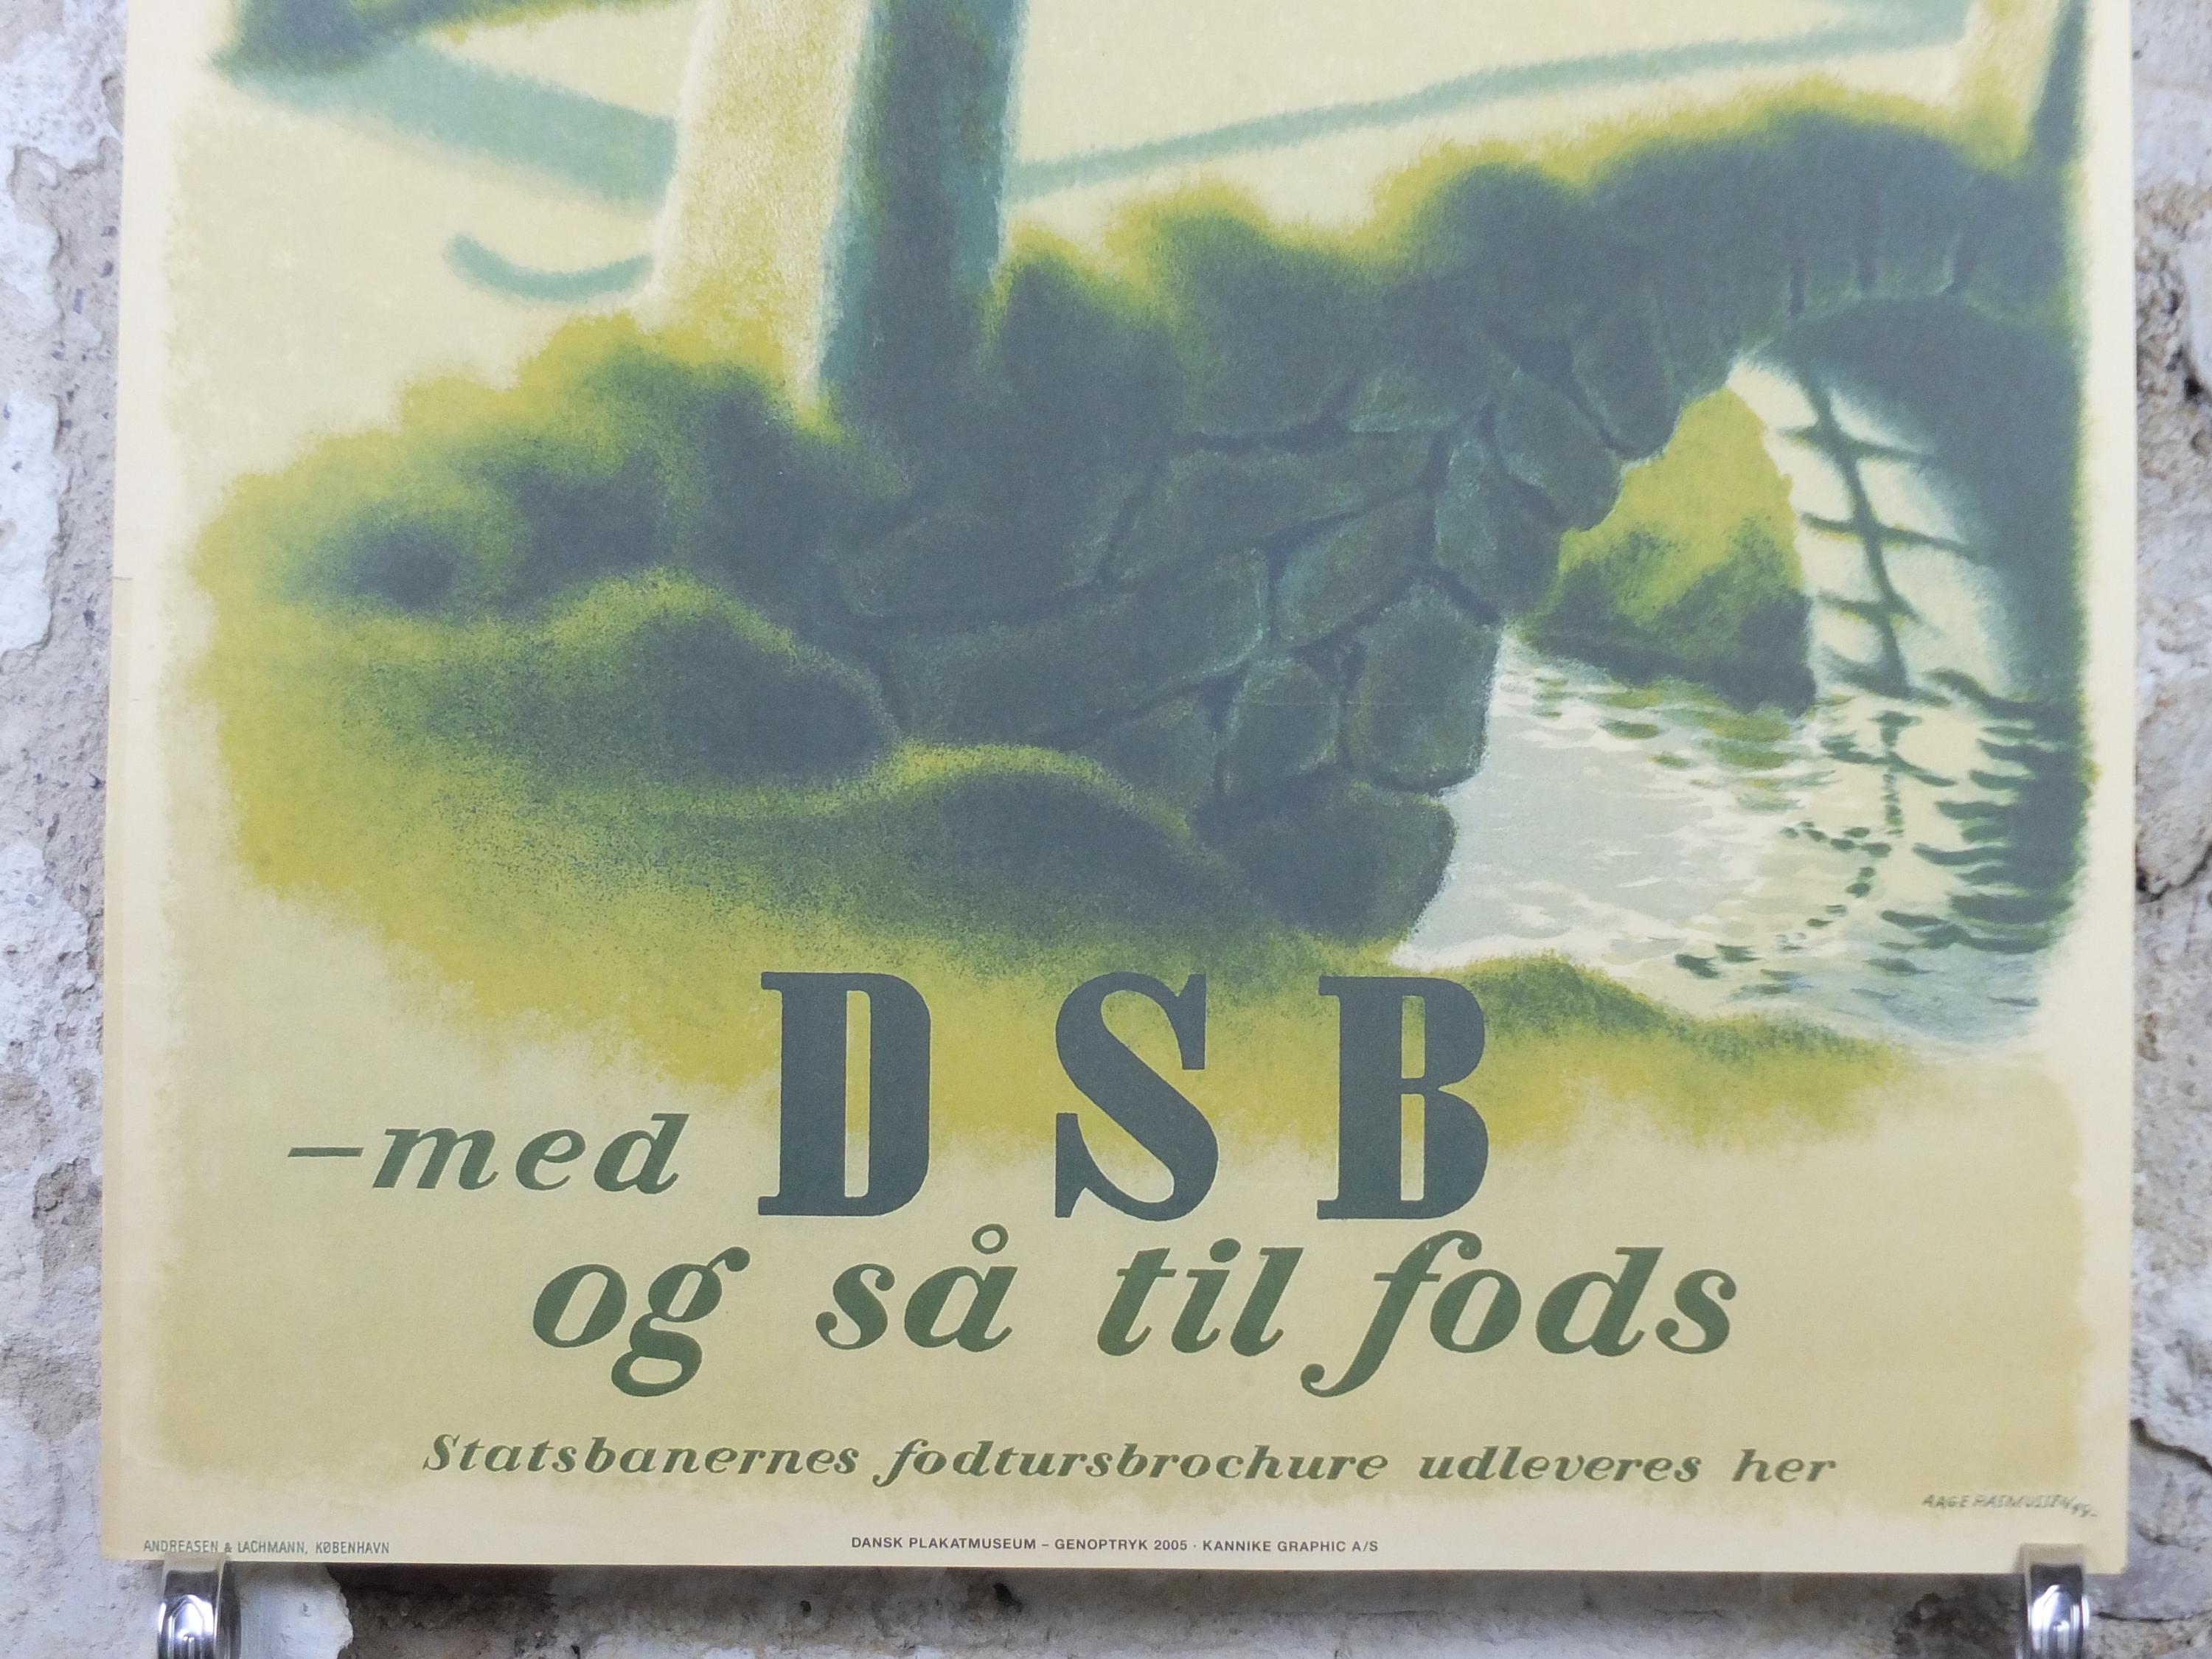 –med DSB
og så til fods
Statsbanernes fodtursbrochure udleveres her
AAGE RASMUSSEN 49-
ANDREASEN & LACHMANN, KØBENHAVN
DANSK PLAKATMUSEUM – GENOPTRYK 2005 · KANNIKE GRAPHIC A/S